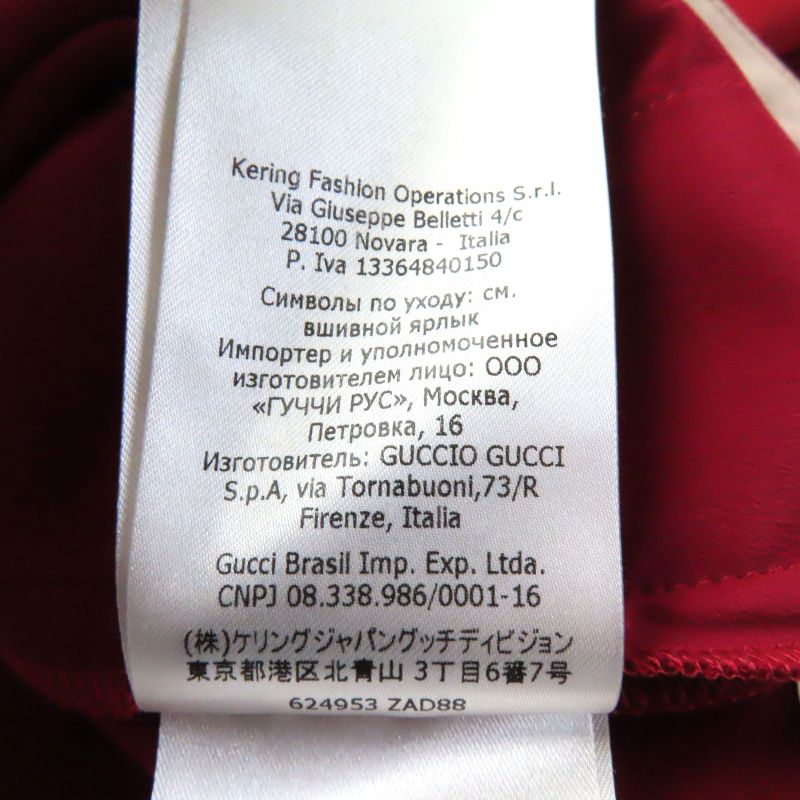 Kering Fashion Operations S.r.l.
Via Giuseppe Belletti 4/c
28100 Novara - Italia
P. Iva 13364840150
Символы по уходу: см.
вшивной ярлык
Импортер и уполномоченное
изготовителем лицо: ООО
«ГУЧЧИ РУС», Москва,
Петровка, 16
Изготовитель: GUCCIO GUCCI
S.p.A, via Tornabuoni,73/R
Firenze, Italia
Gucci Brasil Imp. Exp. Ltda.
CNPJ 08.338.986/0001-16
(株)ケリングジャパングッチディビジョン
東京都港区北青山 3丁目6番7号
624953 ZAD88